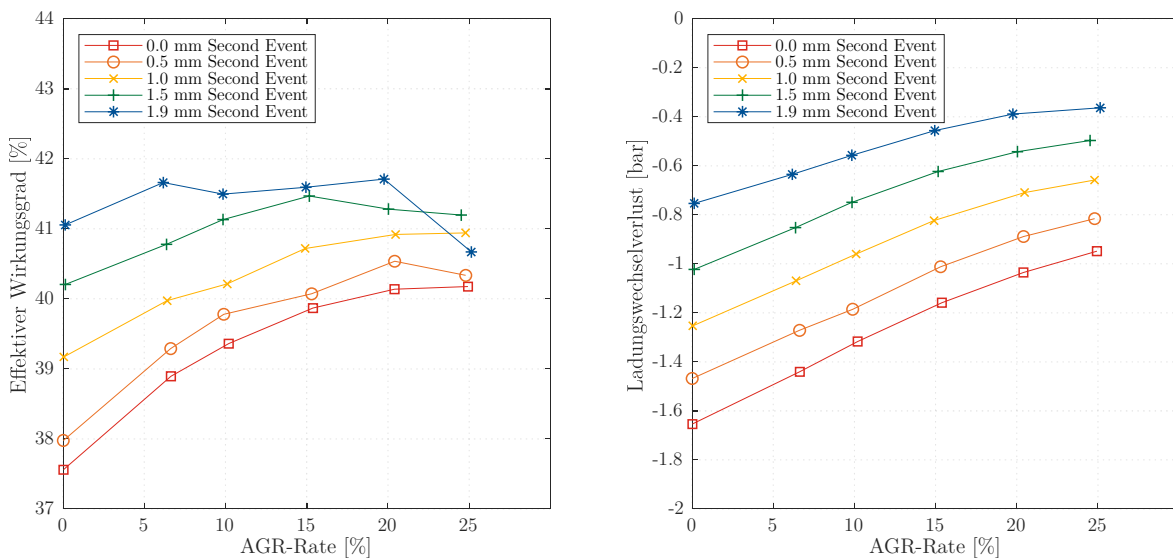 44
43
42
41
40
39
38
37
Effektiver Wirkungsgrad [%]
0.0 mm Second Event
0.5 mm Second Event
1.0 mm Second Event
1.5 mm Second Event
1.9 mm Second Event
0 5 10 15 20 25
AGR-Rate [%]
0
-0.2
-0.4
-0.6
-0.8
-1
-1.2
-1.4
-1.6
-1.8
-2
Ladungswechselverlust [bar]
0.0 mm Second Event
0.5 mm Second Event
1.0 mm Second Event
1.5 mm Second Event
1.9 mm Second Event
0 5 10 15 20 25
AGR-Rate [%]